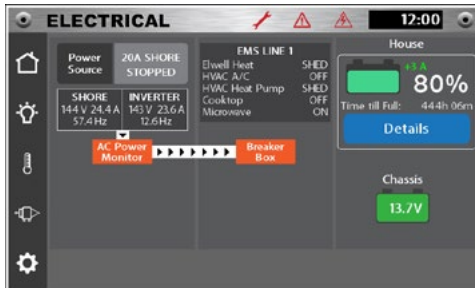 ELECTRICAL
12:00
Power
Source
20A SHORE
STOPPED
SHORE
144 V 24.4 A
57.4Hz
INVERTER
143 V 23.6 A
12.6Hz
AC Power
Monitor
Breaker
Box
EMS LINE 1
Elwell Heat SHED
HVAC A/C OFF
HVAC Heat Pump SHED
Cooktop OFF
Microwave ON
House
+3 A
80%
Time till Full: 444h 06m
Details
Chassis
13.7V